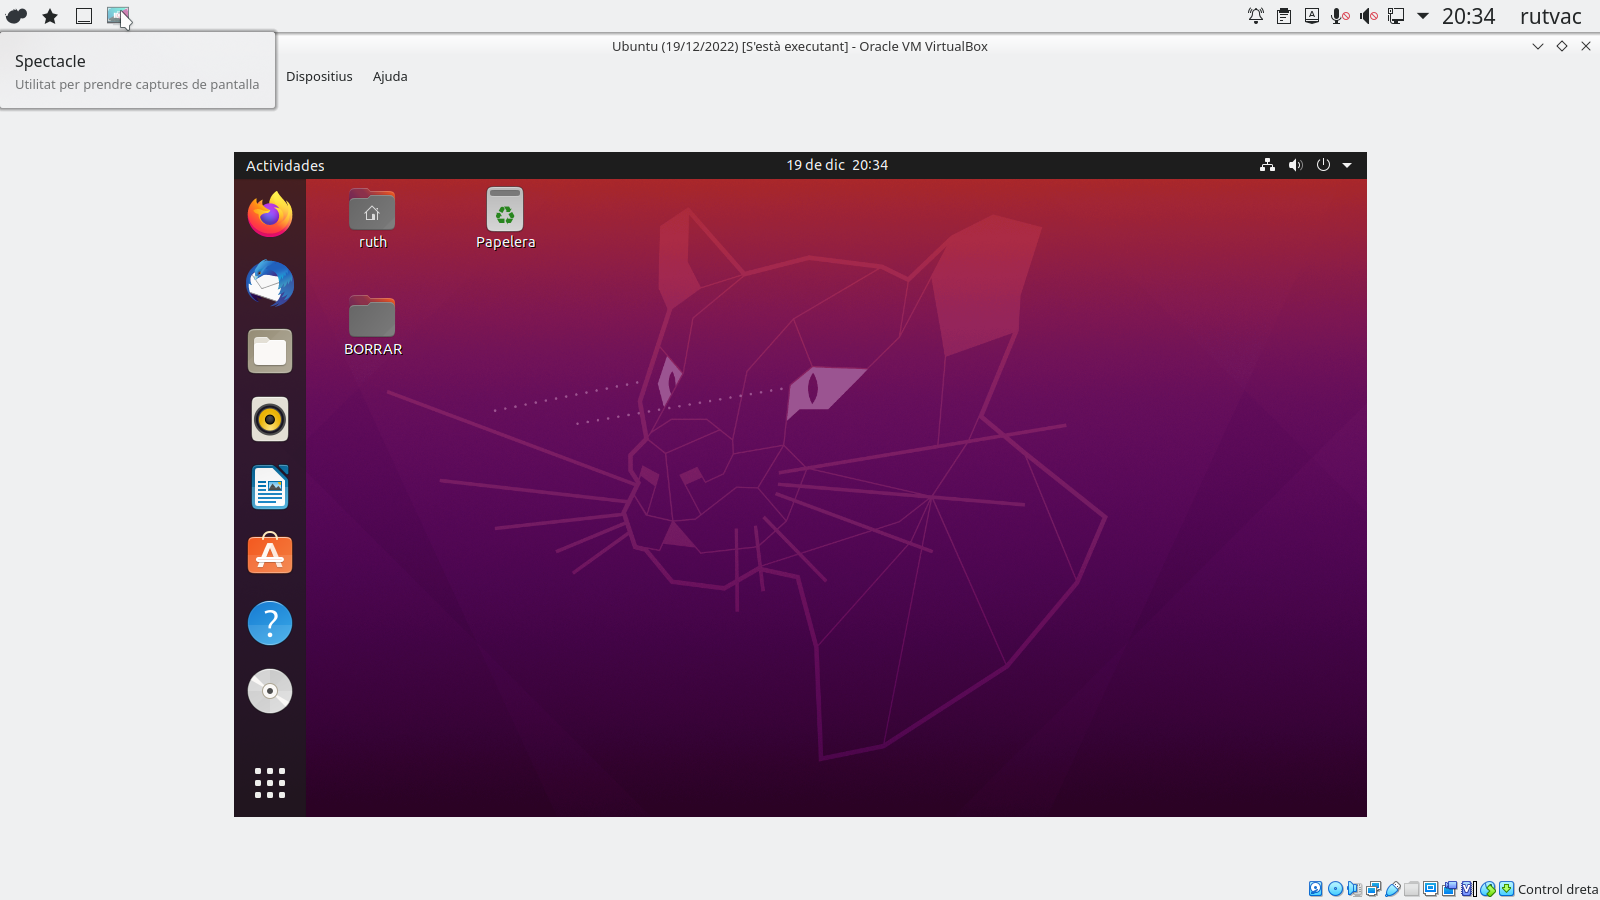 20:34 rutvac
Ubuntu (19/12/2022) [S'està executant] - Oracle VM VirtualBox
Spectacle
Utilitat per prendre captures de pantalla
Dispositius Ajuda
Actividades 19 de dic 20:34
ruth Papelera
BORRAR
Control dreta